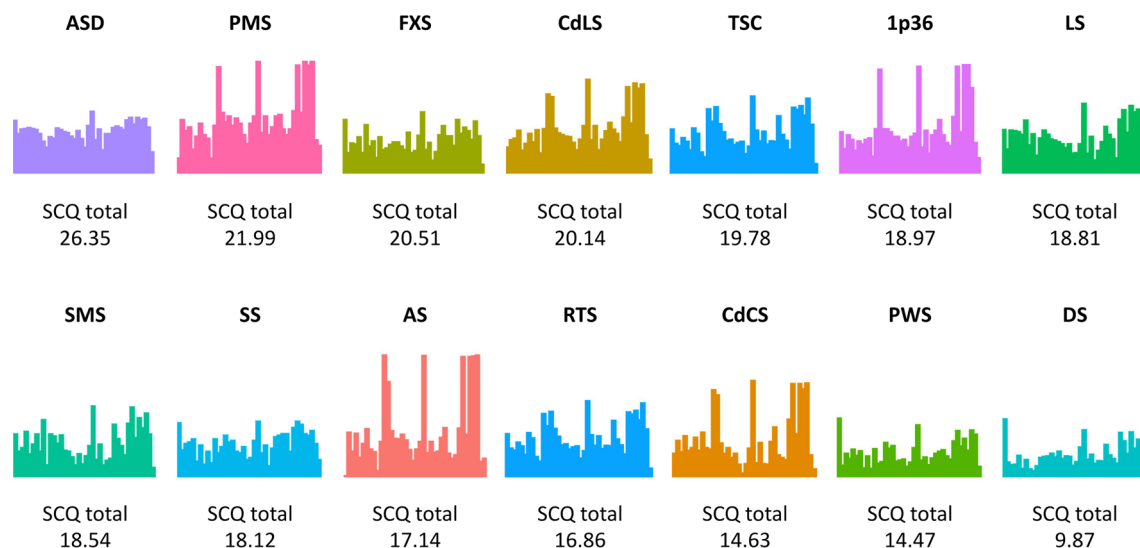 ASD PMS FXS CdLS TSC 1p36 LS
SCQ total SCQ total SCQ total SCQ total SCQ total SCQ total SCQ total
26.35 21.99 20.51 20.14 19.78 18.97 18.81
SMS SS AS RTS CdCS PWS DS
SCQ total SCQ total SCQ total SCQ total SCQ total SCQ total SCQ total
18.54 18.12 17.14 16.86 14.63 14.47 9.87